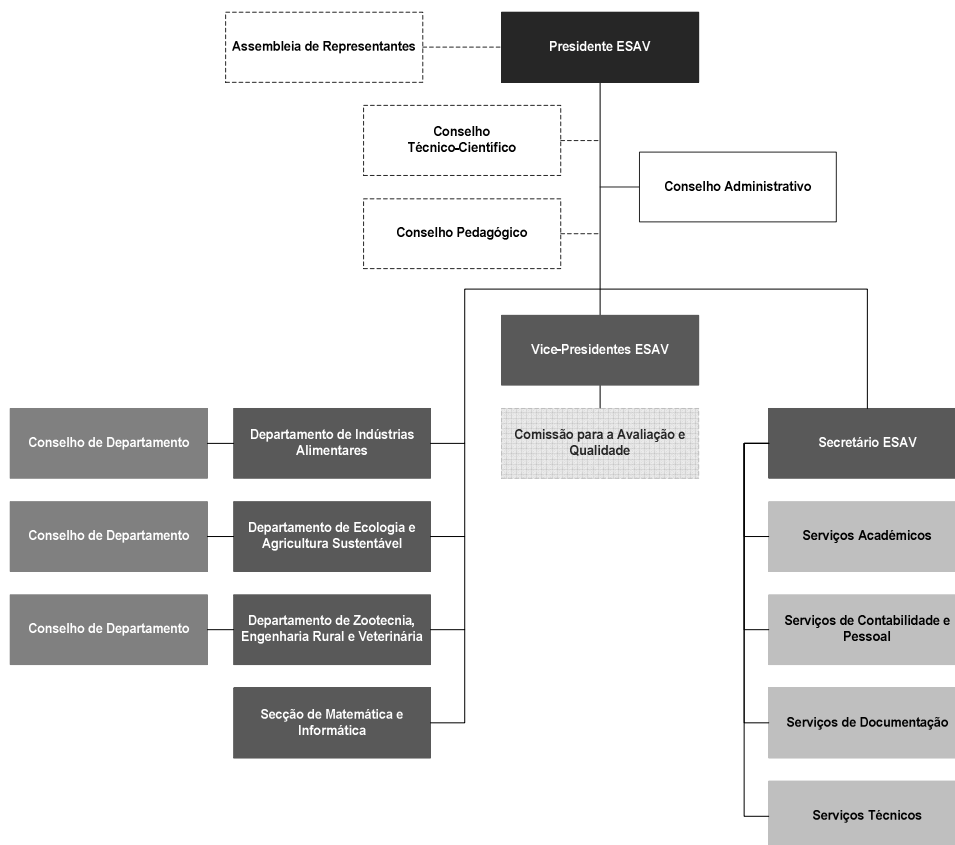 Assembleia de Representantes
Presidente ESAV
Conselho
Técnico-Científico
Conselho Administrativo
Conselho Pedagógico
Vice-Presidentes ESAV
Conselho de Departamento
Departamento de Indústrias
Alimentares
Comissão para a Avaliação e
Qualidade
Secretário ESAV
Conselho de Departamento
Departamento de Ecologia e
Agricultura Sustentável
Serviços Académicos
Conselho de Departamento
Departamento de Zootecnia,
Engenharia Rural e Veterinária
Serviços de Contabilidade e
Pessoal
Secção de Matemática e
Informática
Serviços de Documentação
Serviços Técnicos